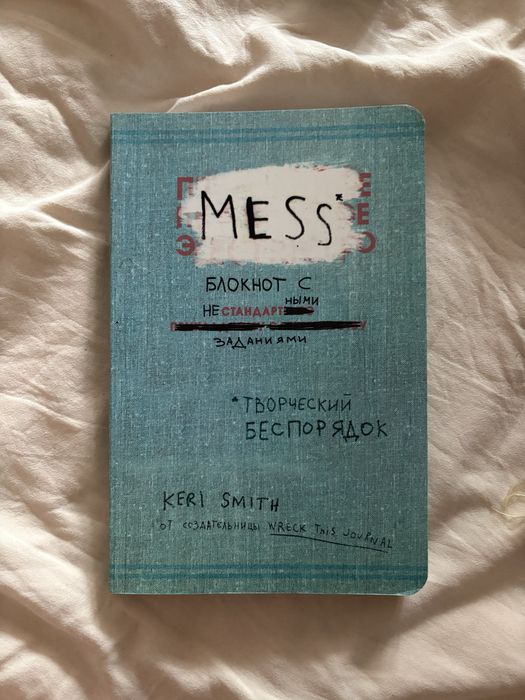 MESS*
БЛОКНОТ С
НЕСТАНДАРТНЫМИ
ЗАДАНИЯМИ
*ТВОРЧЕСКИЙ
БЕСПОРЯДОК
KERI SMITH
ОТ СОЗДАТЕЛЬНИЦЫ WRECK THIS JOURNAL